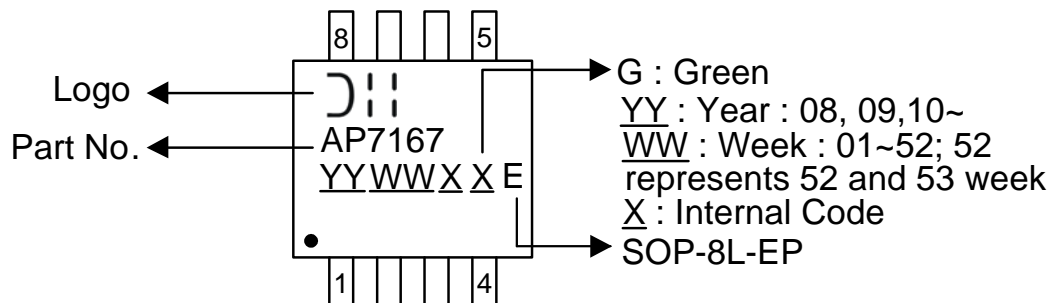 8 5
Logo
Part No.
AP7167
YYWWX X E
G : Green
YY : Year : 08, 09,10~
WW : Week : 01~52; 52
represents 52 and 53 week
X : Internal Code
SOP-8L-EP
1 4